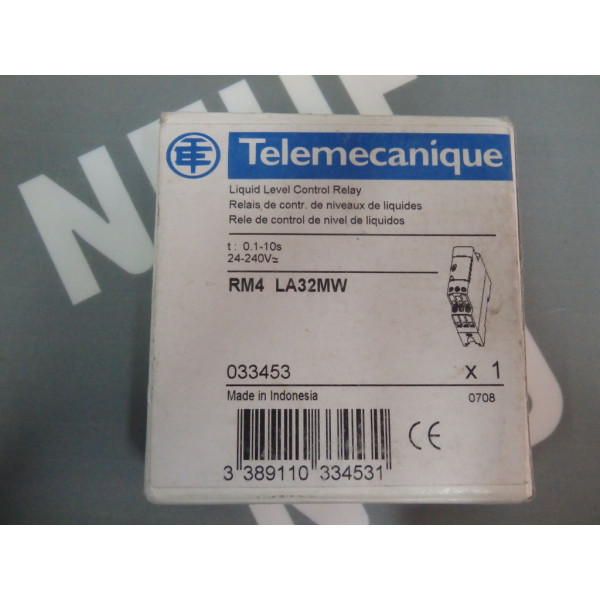 NEUF
Telemecanique
Liquid Level Control Relay
Relais de contr. de niveaux de liquides
Rele de control de nivel de liquidos
t : 0.1-10s
24-240V≂
RM4 LA32MW
033453 x 1
Made in Indonesia 0708
CE
3 389110 334531